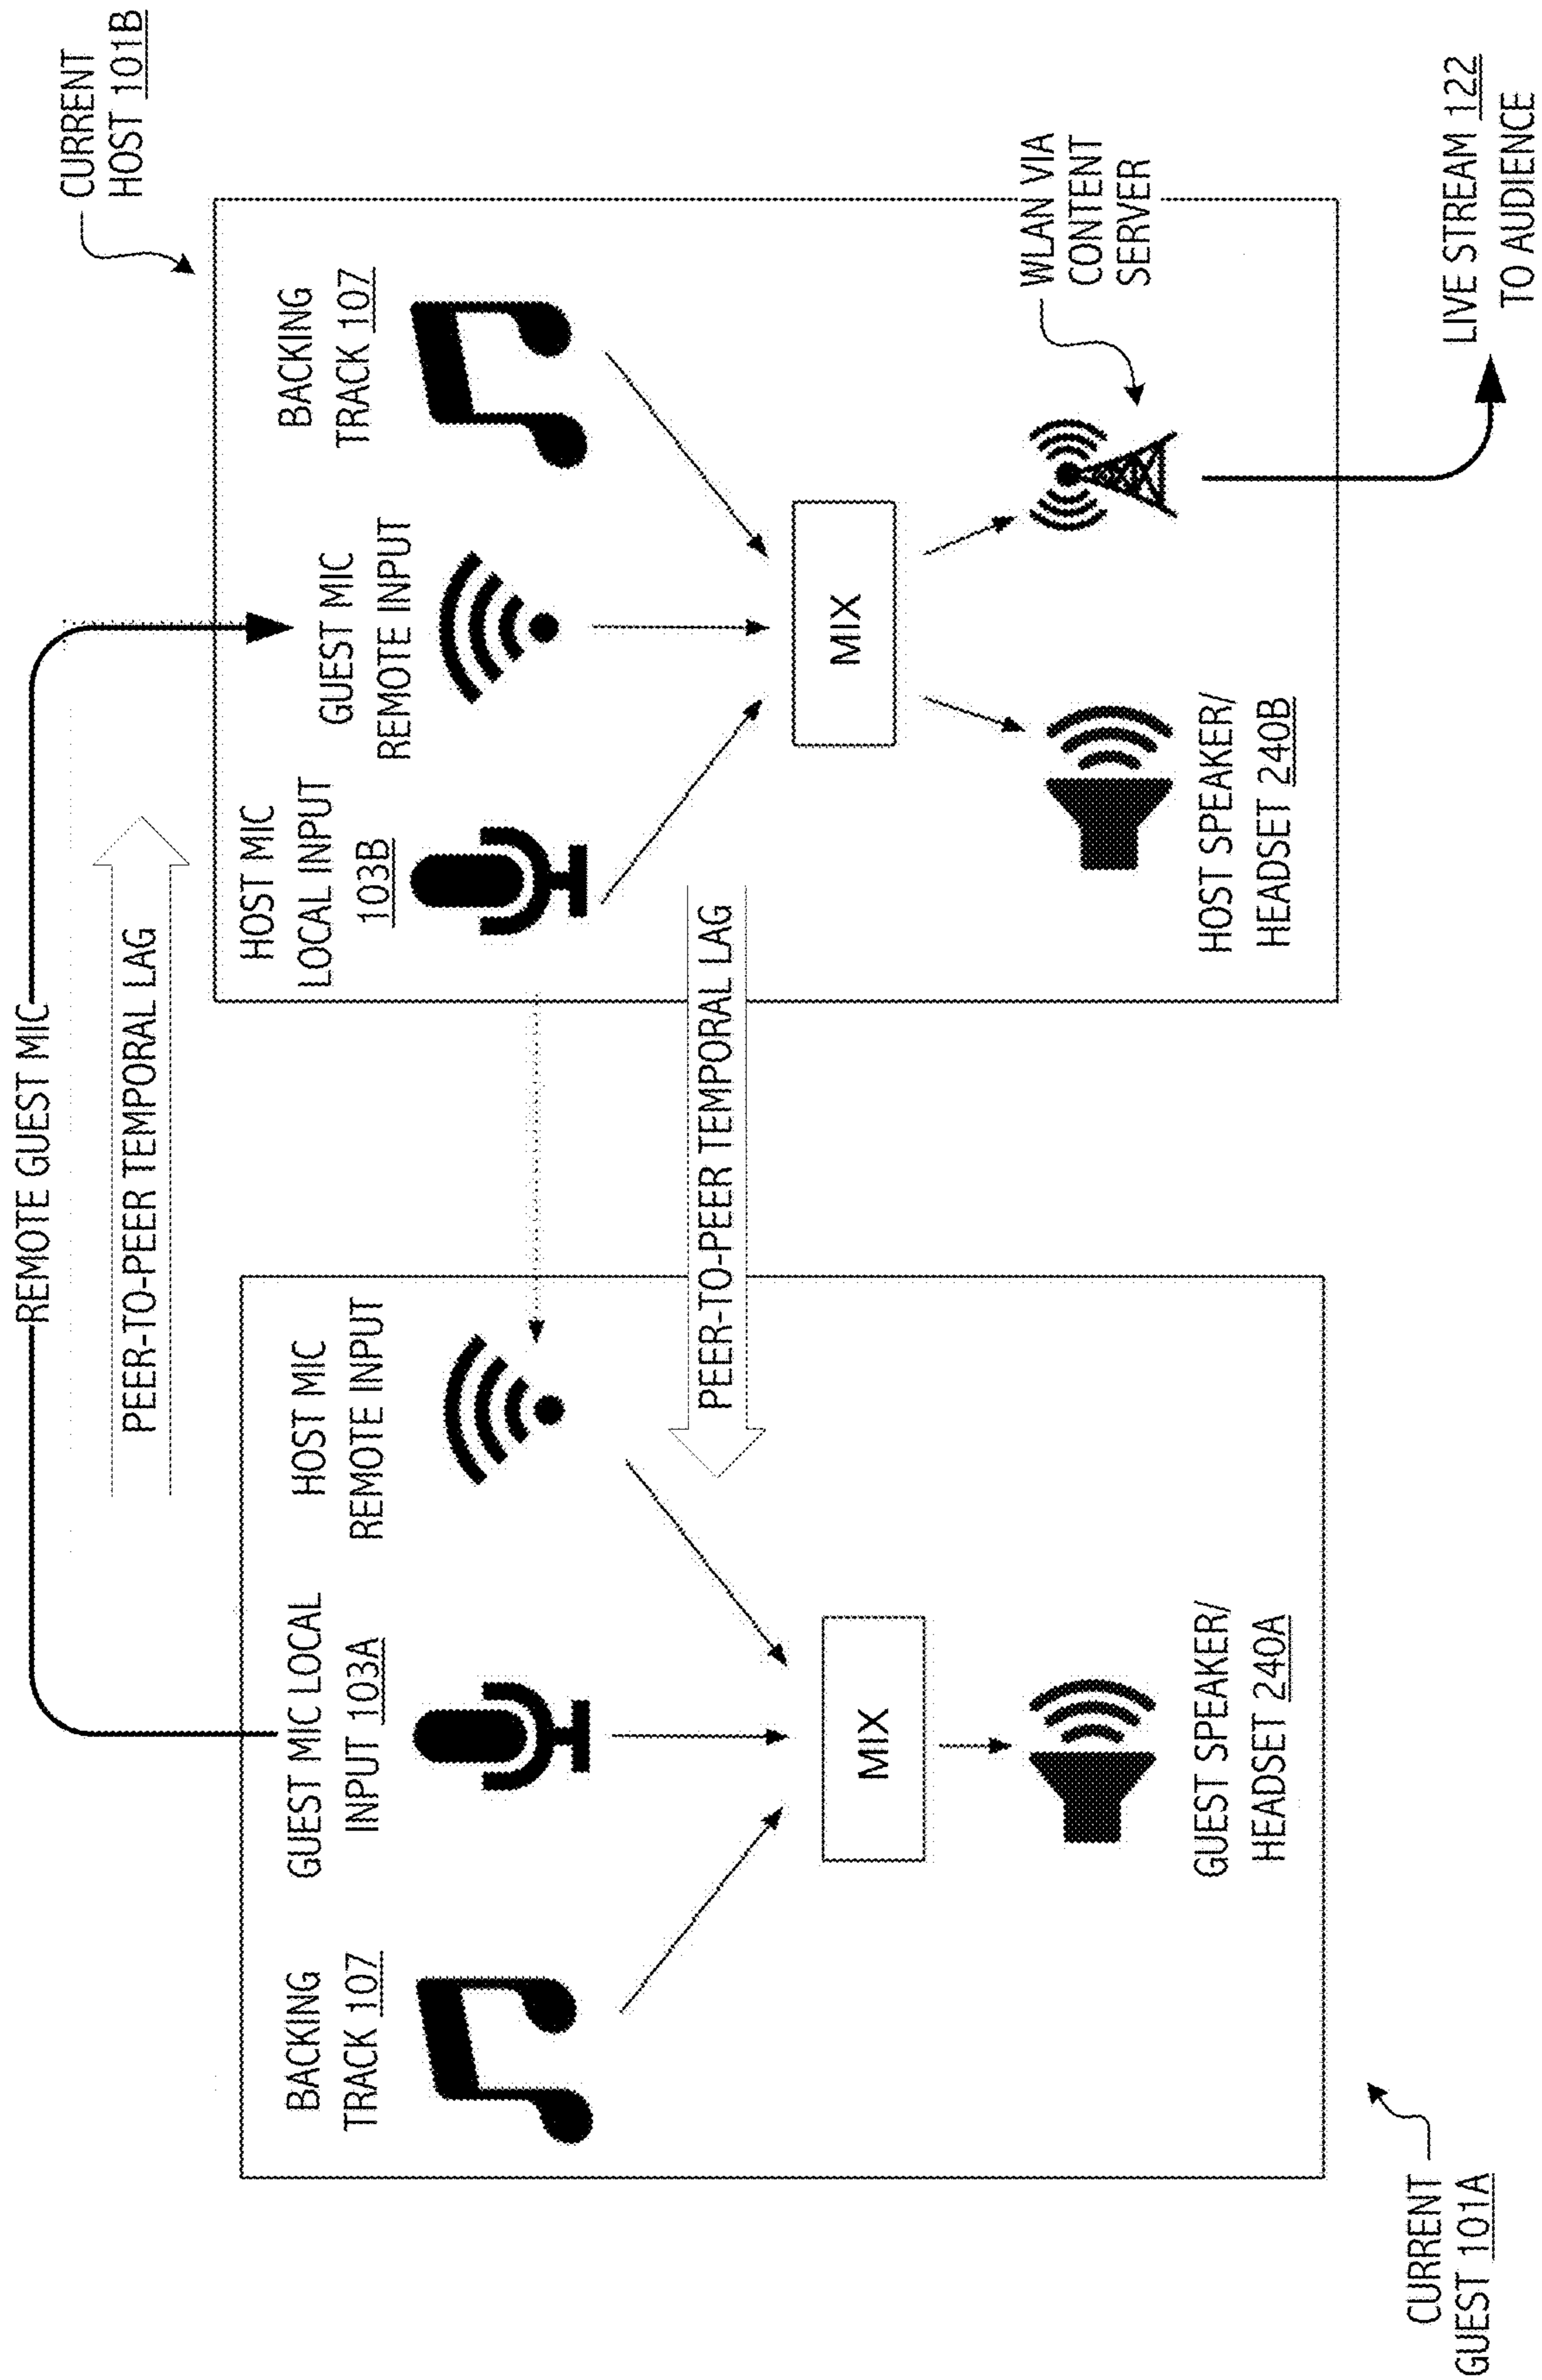 REMOTE GUEST MIC
PEER-TO-PEER TEMPORAL LAG
CURRENT
HOST 101B
BACKING
TRACK 107
GUEST MIC LOCAL
INPUT 103A
HOST MIC
REMOTE INPUT
PEER-TO-PEER TEMPORAL LAG
MIX
GUEST SPEAKER/
HEADSET 240A
CURRENT
GUEST 101A
HOST MIC
LOCAL INPUT
103B
GUEST MIC
REMOTE INPUT
BACKING
TRACK 107
MIX
HOST SPEAKER/
HEADSET 240B
WLAN VIA
CONTENT
SERVER
LIVE STREAM 122
TO AUDIENCE